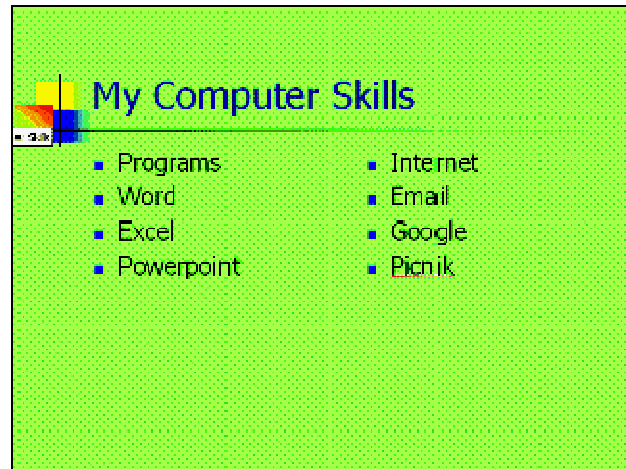 My Computer Skills
Programs
Word
Excel
Powerpoint
Internet
Email
Google
Picnik